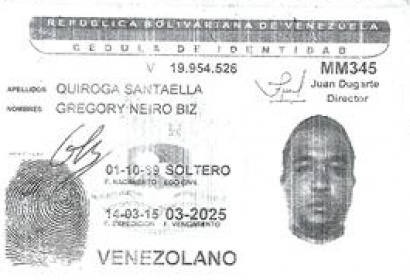 REPUBLICA BOLIVARIANA DE VENEZUELA
CEDULA DE IDENTIDAD
V 19.954.526
MM345
Juan Dugarte
Director
APELLIDOS QUIROGA SANTAELLA
NOMBRES GREGORY NEIRO BIZ
01-10-89 SOLTERO
F. NACIMIENTO EDO CIVIL
14-03-15 03-2025
F. EXPEDICION F. VENCIMIENTO
VENEZOLANO